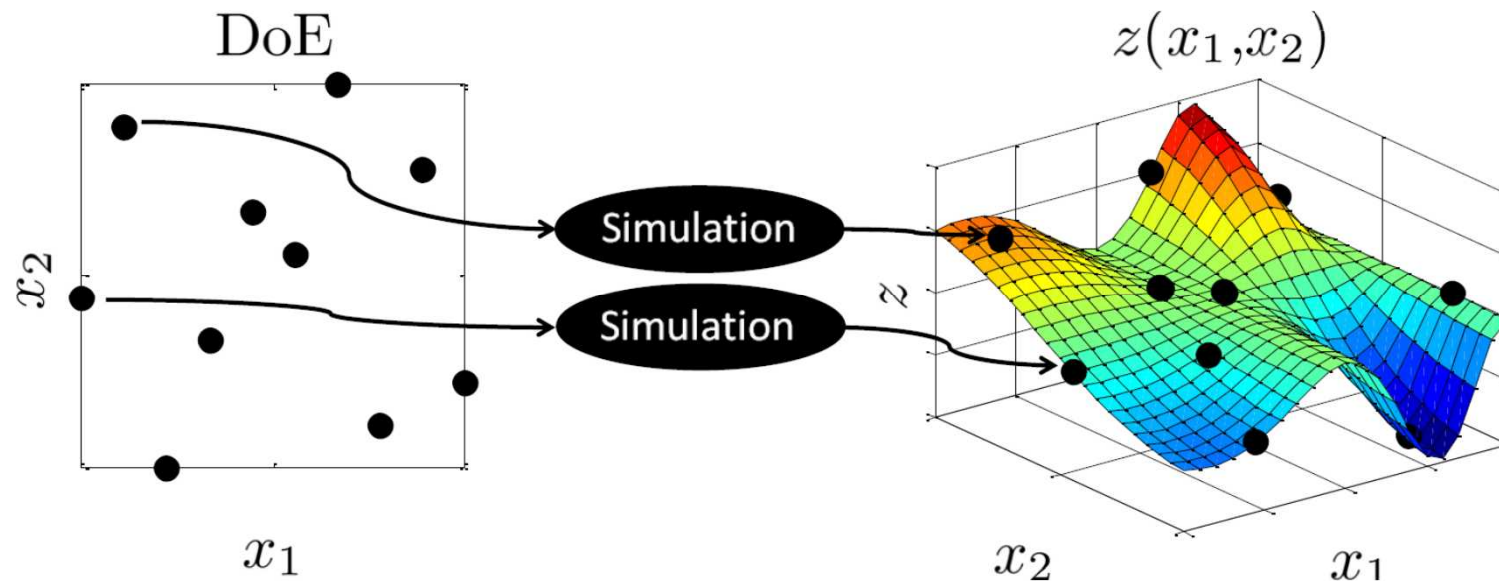 DoE
x₂
x₁
Simulation
Simulation
z(x₁,x₂)
z
x₂
x₁